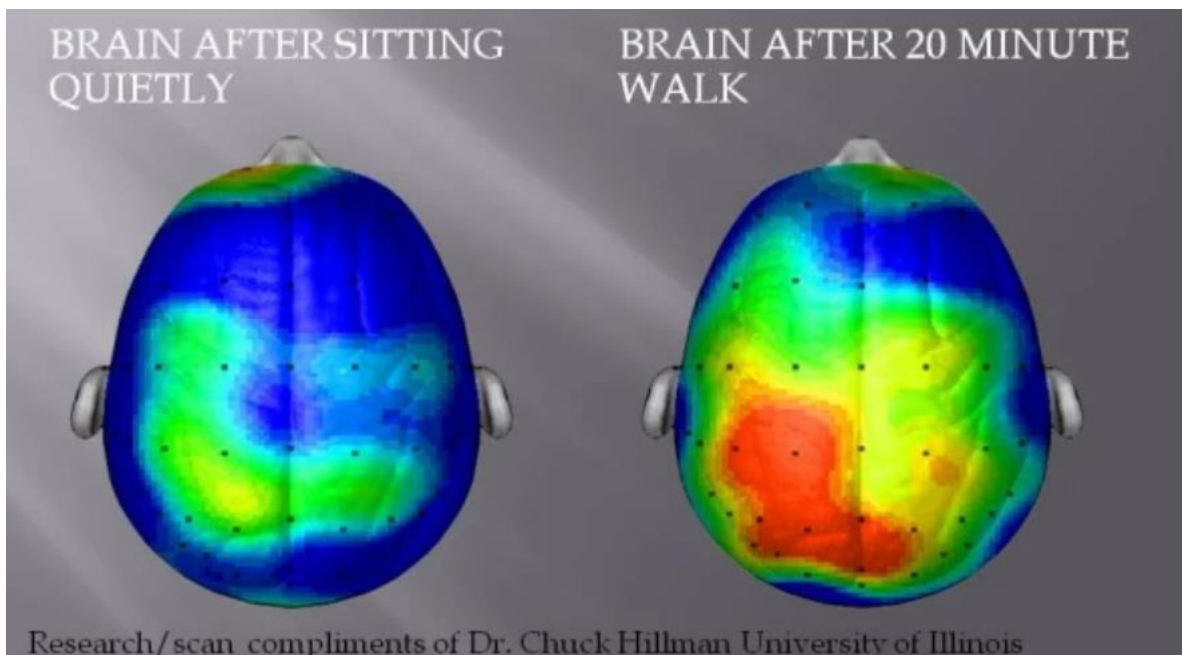 BRAIN AFTER SITTING
QUIETLY
BRAIN AFTER 20 MINUTE
WALK
Research/scan compliments of Dr. Chuck Hillman University of Illinois